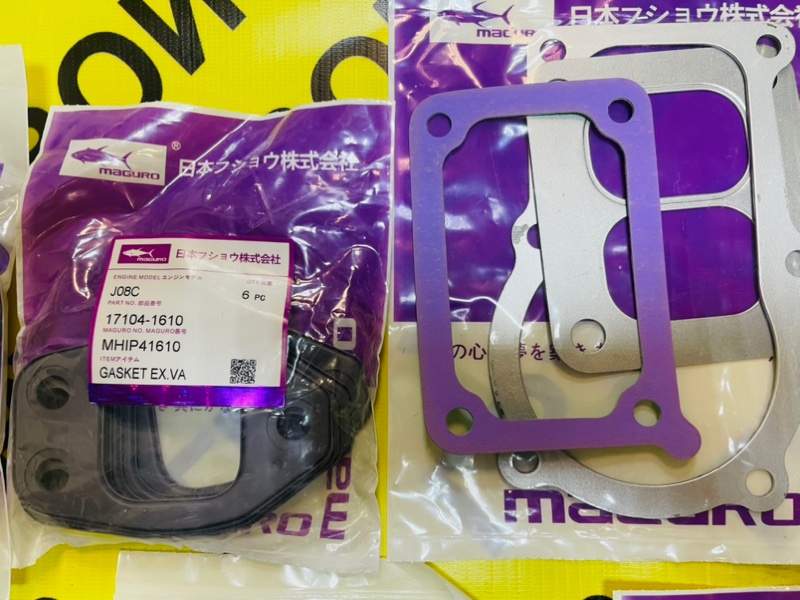 MAGURO
®
日本フショウ株式会社
MAGURO
日本フショウ株式会社
ENGINE MODEL エンジンモデル
J08C
6 PC
PART NO. 部品番号
17104-1610
MAGURO NO. MAGURO番号
MHIP41610
ITEMアイテム
GASKET EX.VA
MAGURO
日本フショウ株式会社
の心
夢を
MAGURO